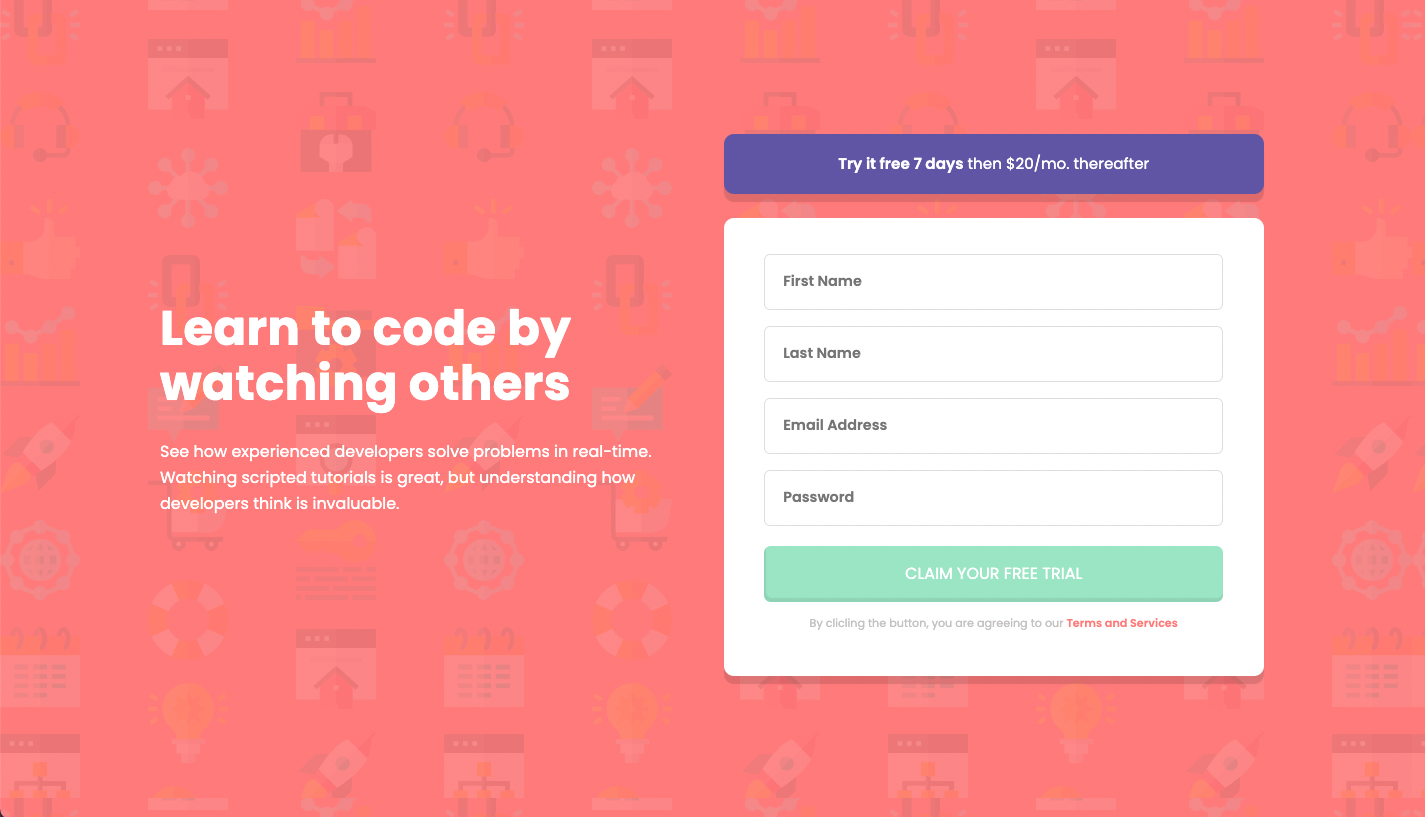 Learn to code by
watching others
See how experienced developers solve problems in real-time.
Watching scripted tutorials is great, but understanding how
developers think is invaluable.
Try it free 7 days then $20/mo. thereafter
First Name
Last Name
Email Address
Password
CLAIM YOUR FREE TRIAL
By clicling the button, you are agreeing to our Terms and Services